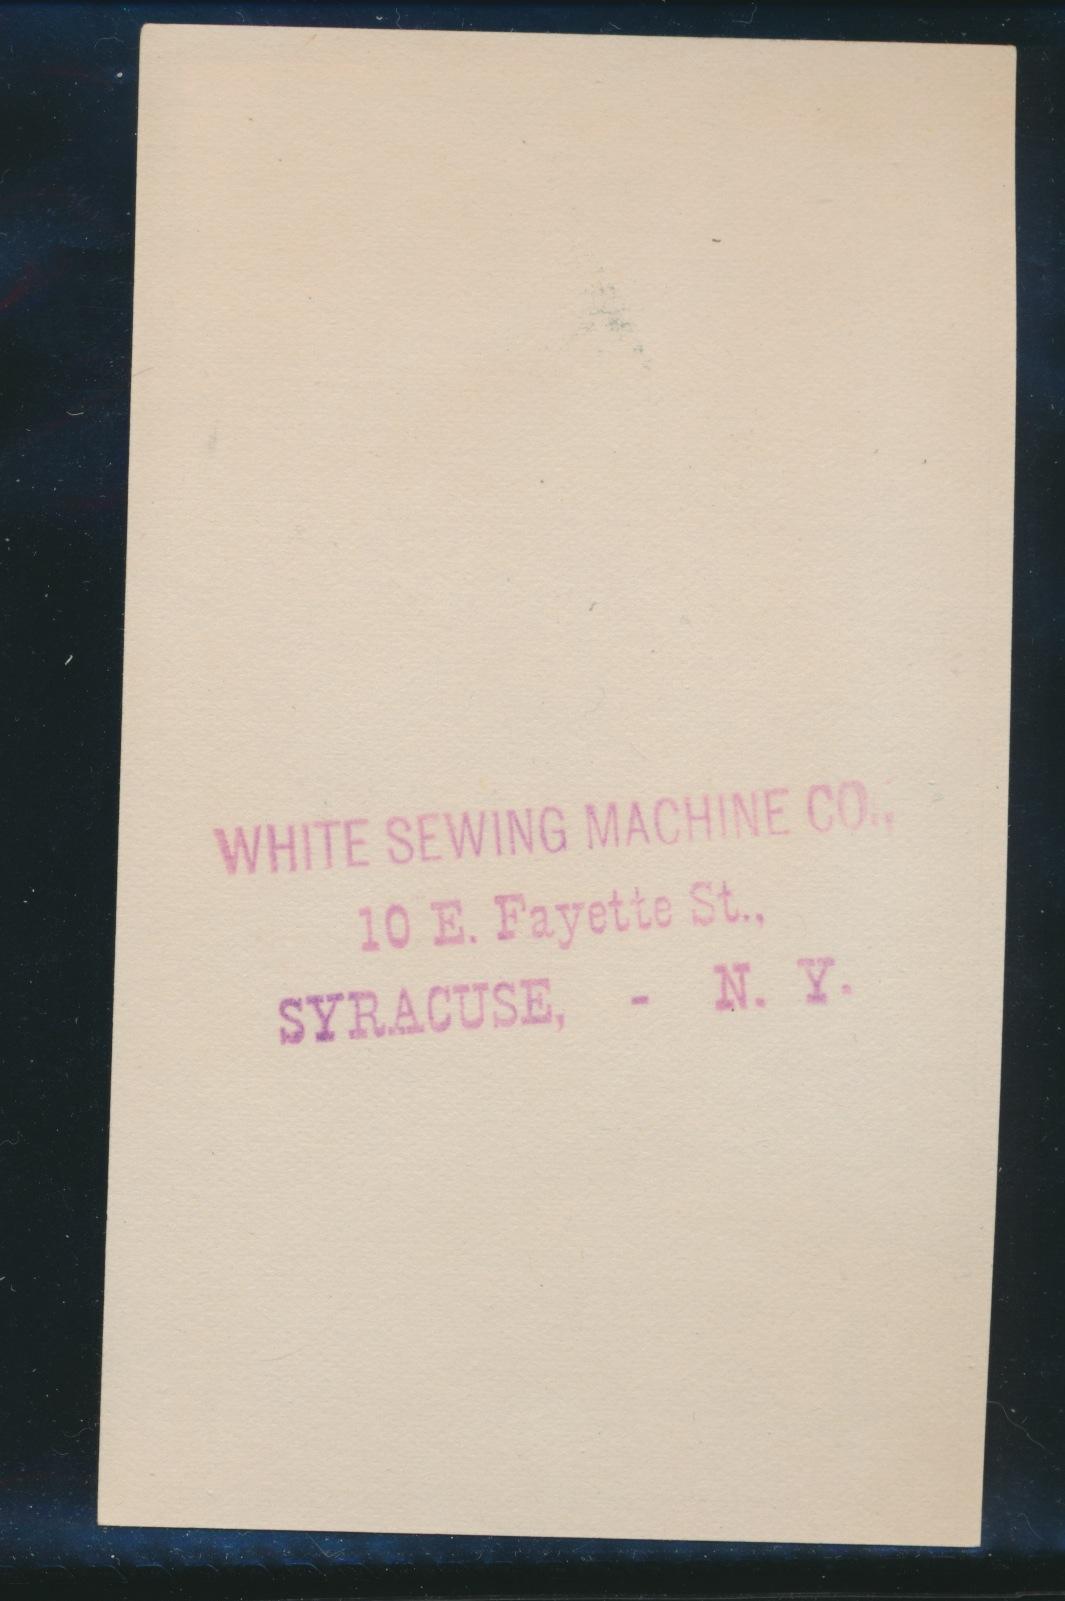 WHITE SEWING MACHINE CO.,
10 E. Fayette St.,
SYRACUSE, - N. Y.